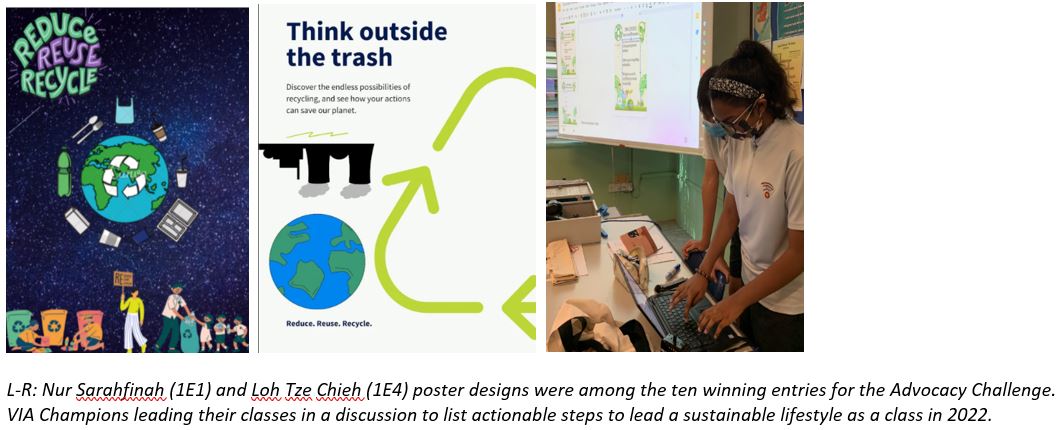 REDUCE
REUSE
RECYCLE
Think outside
the trash
Discover the endless possibilities of
recycling, and see how your actions
can save our planet.
Reduce. Reuse. Recycle.
L-R: Nur Sarahfinah (1E1) and Loh Tze Chieh (1E4) poster designs were among the ten winning entries for the Advocacy Challenge.
VIA Champions leading their classes in a discussion to list actionable steps to lead a sustainable lifestyle as a class in 2022.